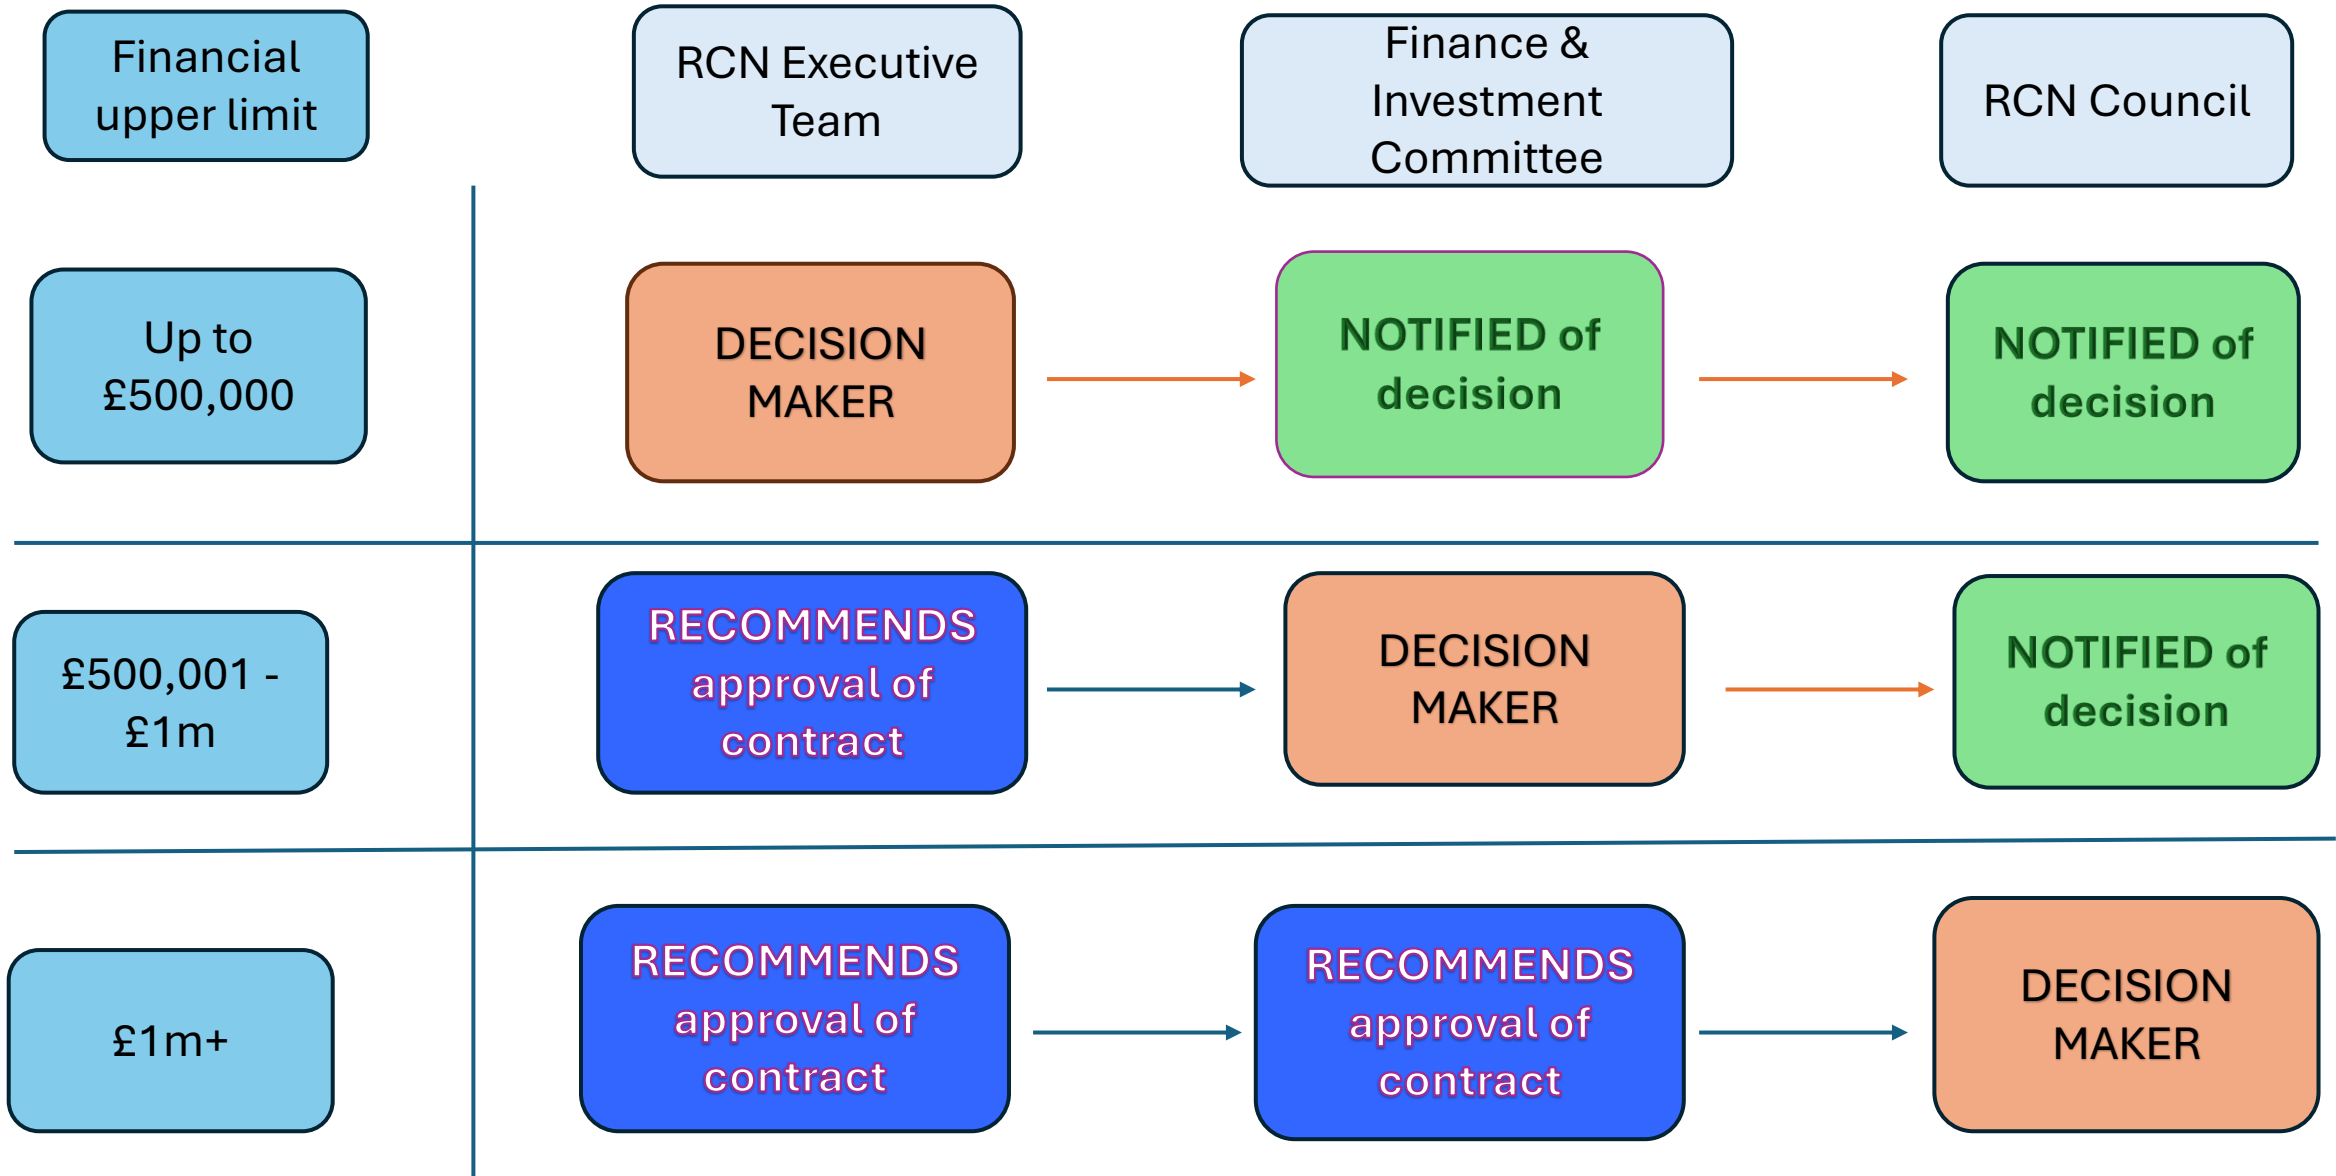 Financial
upper limit
RCN Executive
Team
Finance &
Investment
Committee
RCN Council
Up to
£500,000
DECISION
MAKER
NOTIFIED of
decision
NOTIFIED of
decision
£500,001 -
£1m
RECOMMENDS
approval of
contract
DECISION
MAKER
NOTIFIED of
decision
£1m+
RECOMMENDS
approval of
contract
RECOMMENDS
approval of
contract
DECISION
MAKER